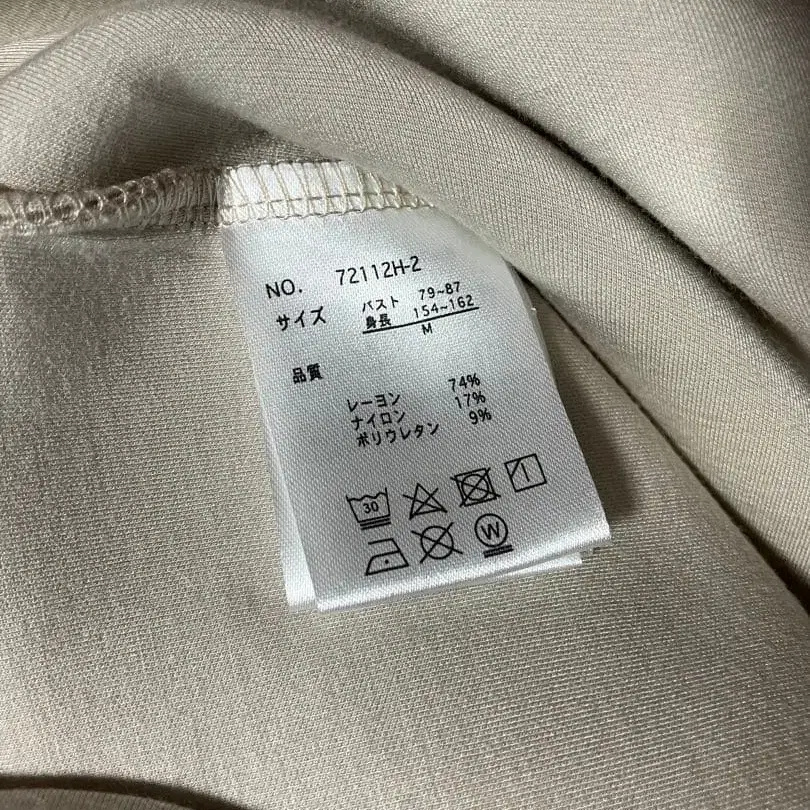 NO. 72112H-2
サイズ バスト 79~87
身長 154~162
M
品質
レーヨン 74%
ナイロン 17%
ポリウレタン 9%
30
W